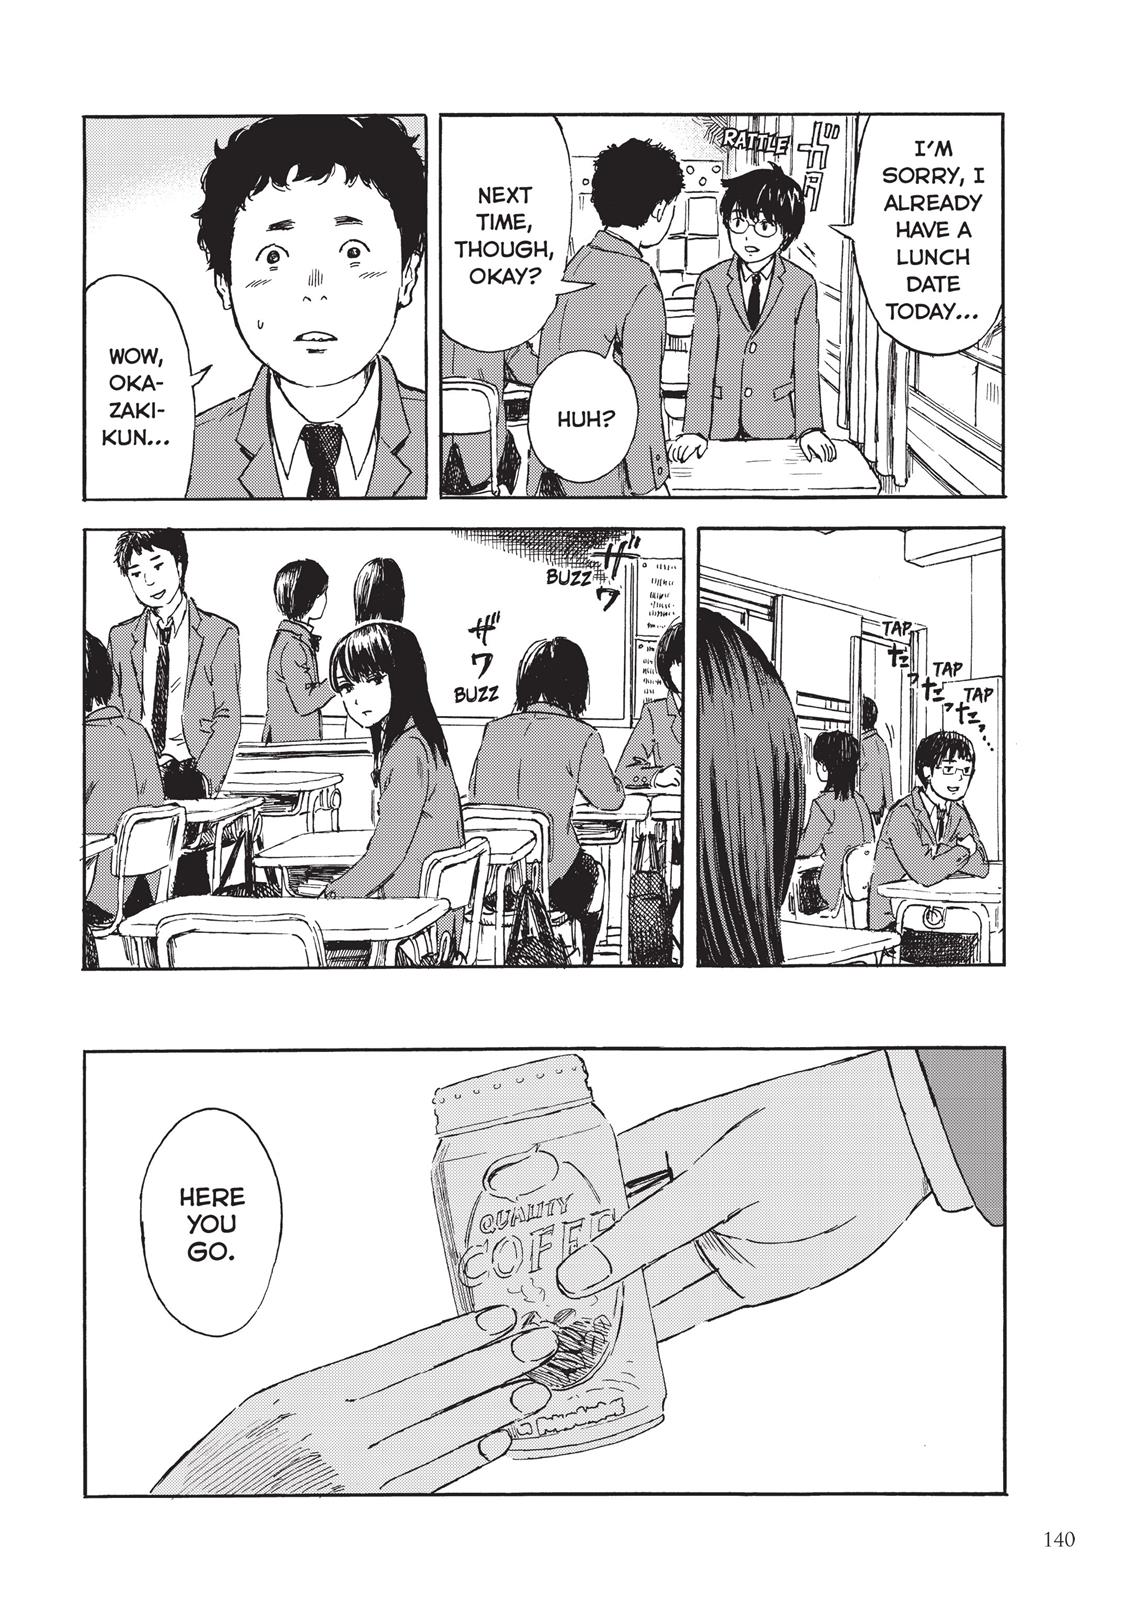 I'M
SORRY, I
ALREADY
HAVE A
LUNCH
DATE
TODAY...
RATTLE
ガタ
NEXT
TIME,
THOUGH,
OKAY?
HUH?
WOW,
OKA-
ZAKI-
KUN...
TAP
たっ
TAP
たっ
TAP
たっ...
BUZZ
ザワ
ザワ
BUZZ
HERE
YOU
GO.
QUALITY
COFFEE
140